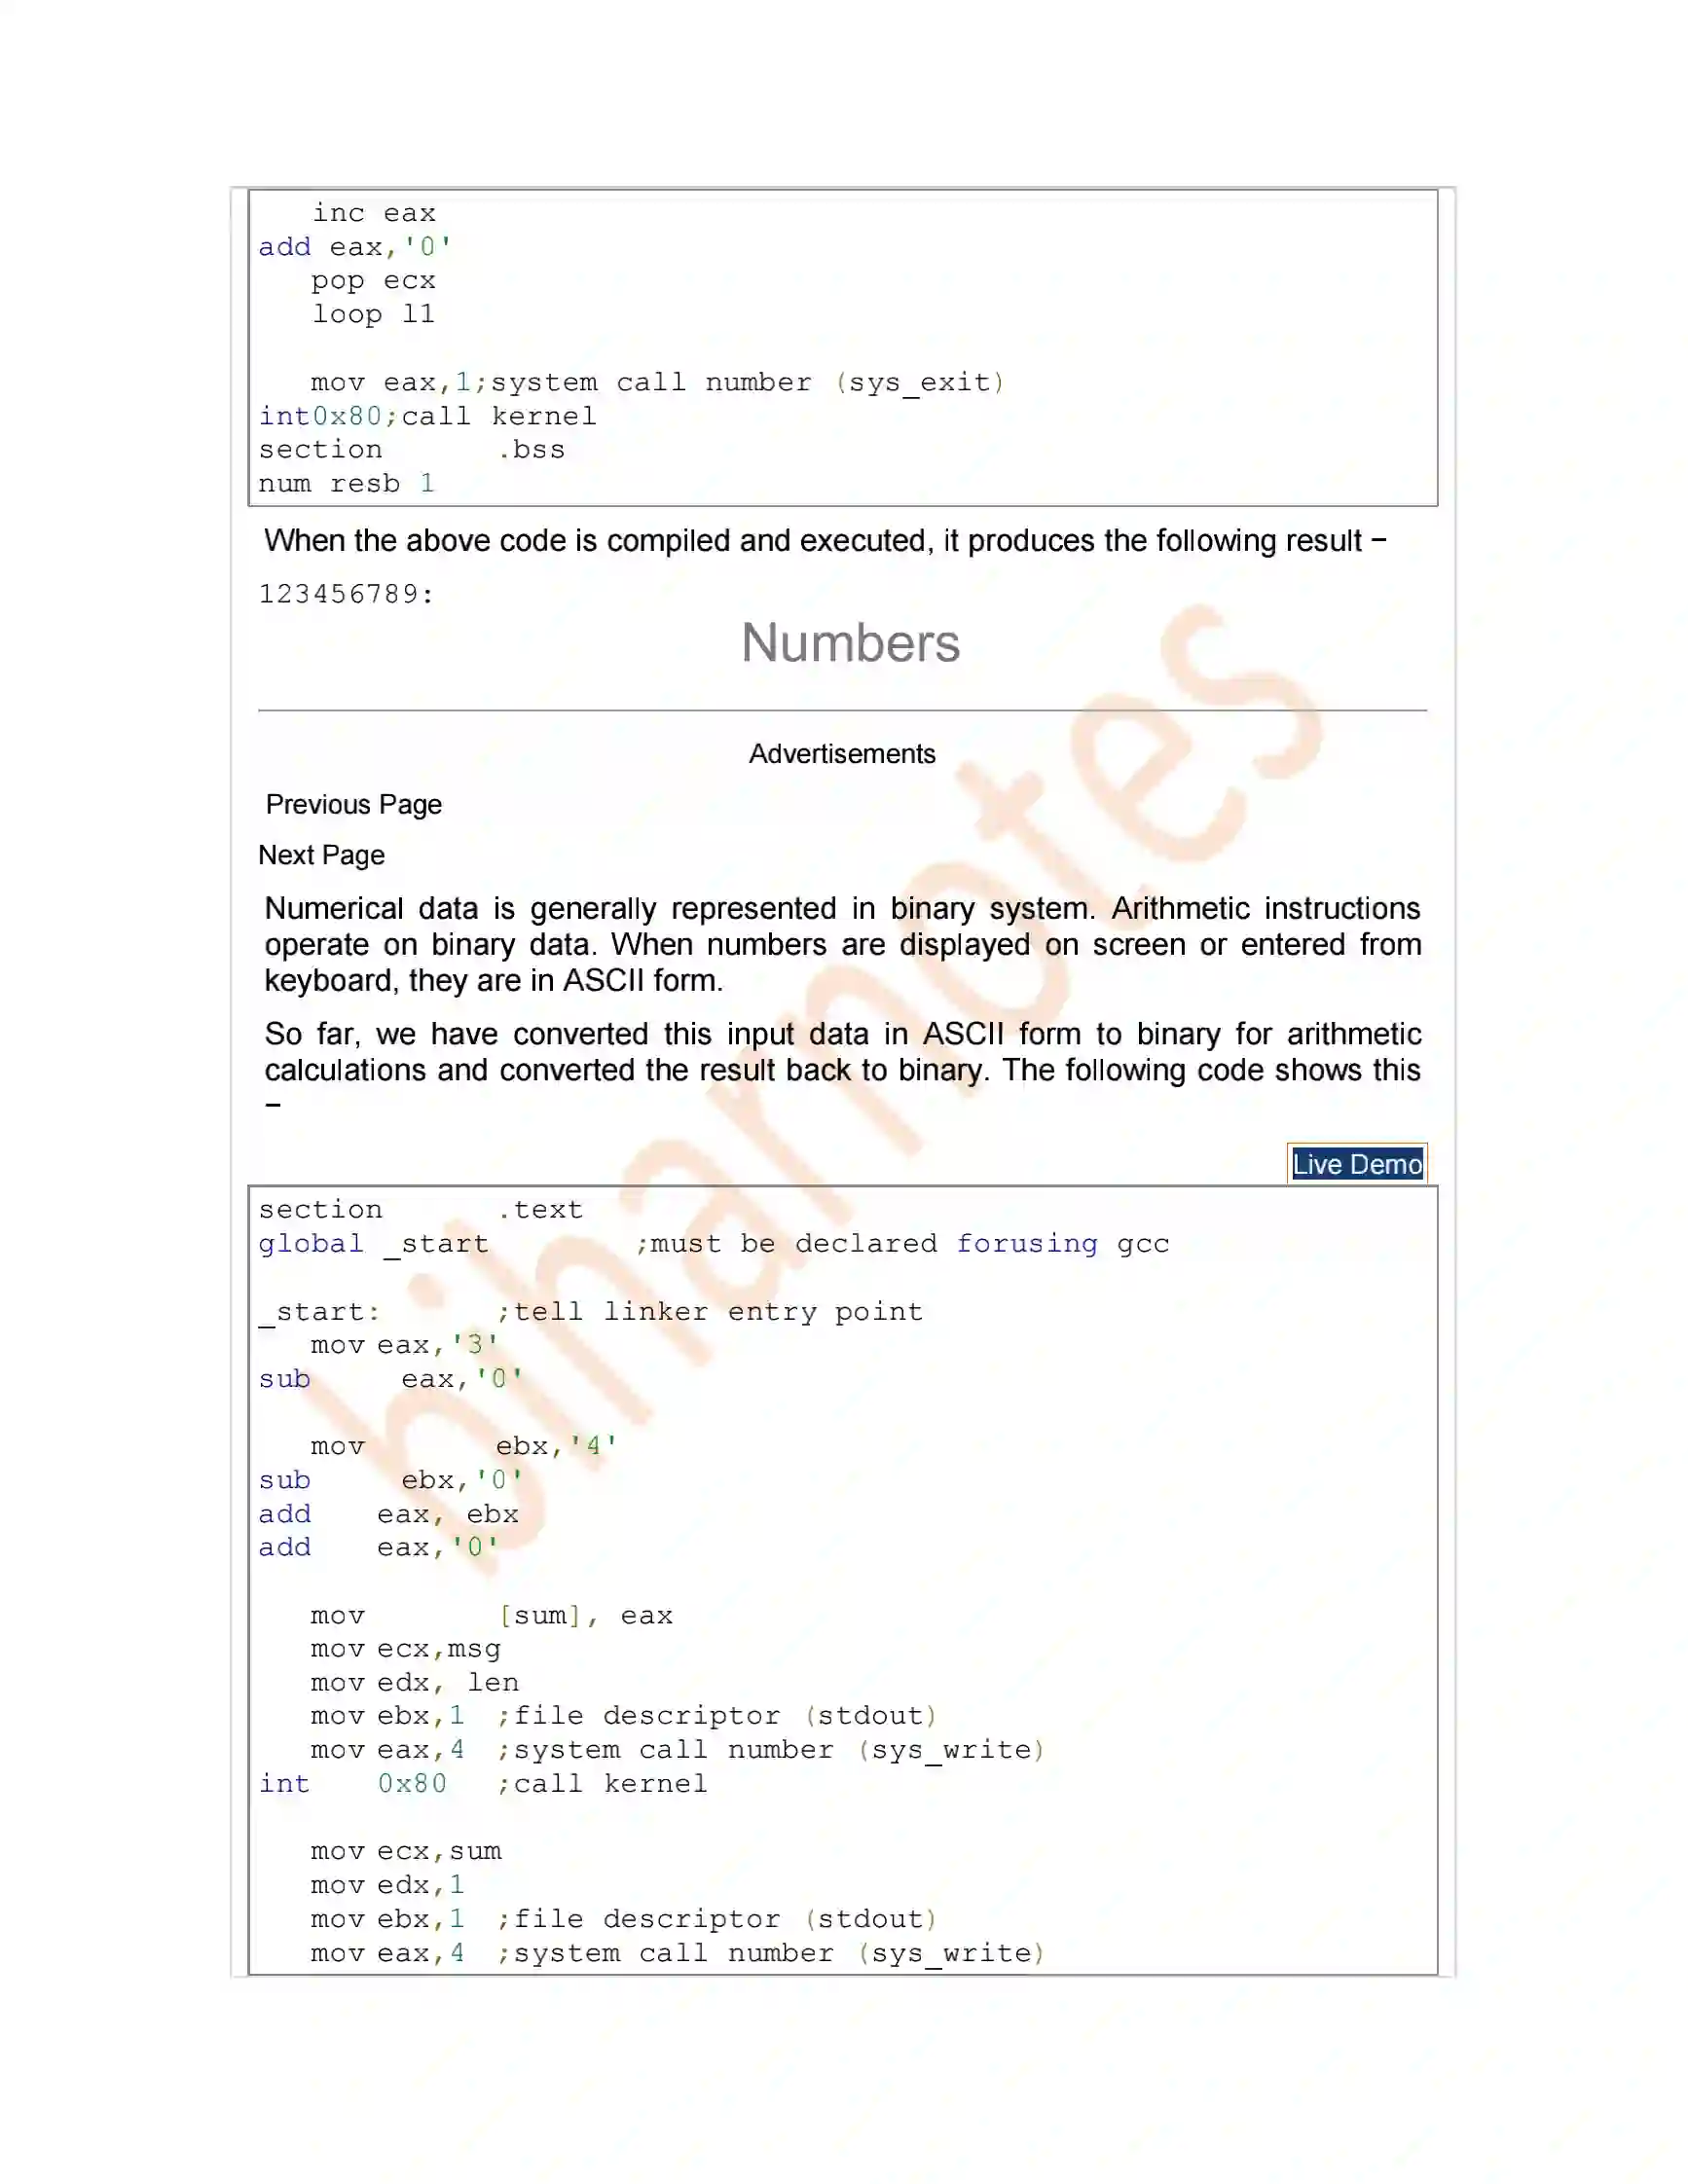 inc eax
add eax,'0'
pop ecx
loop l1
mov eax,1;system call number (sys_exit)
int0x80;call kernel
section .bss
num resb 1
When the above code is compiled and executed, it produces the following result −
123456789:
Numbers
Advertisements
Previous Page
Next Page
Numerical data is generally represented in binary system. Arithmetic instructions
operate on binary data. When numbers are displayed on screen or entered from
keyboard, they are in ASCII form.
So far, we have converted this input data in ASCII form to binary for arithmetic
calculations and converted the result back to binary. The following code shows this
−
Live Demo
section .text
global _start ;must be declared forusing gcc
_start: ;tell linker entry point
mov eax,'3'
sub eax,'0'
mov ebx,'4'
sub ebx,'0'
add eax, ebx
add eax,'0'
mov [sum], eax
mov ecx,msg
mov edx, len
mov ebx,1 ;file descriptor (stdout)
mov eax,4 ;system call number (sys_write)
int 0x80 ;call kernel
mov ecx,sum
mov edx,1
mov ebx,1 ;file descriptor (stdout)
mov eax,4 ;system call number (sys_write)
biharnotes